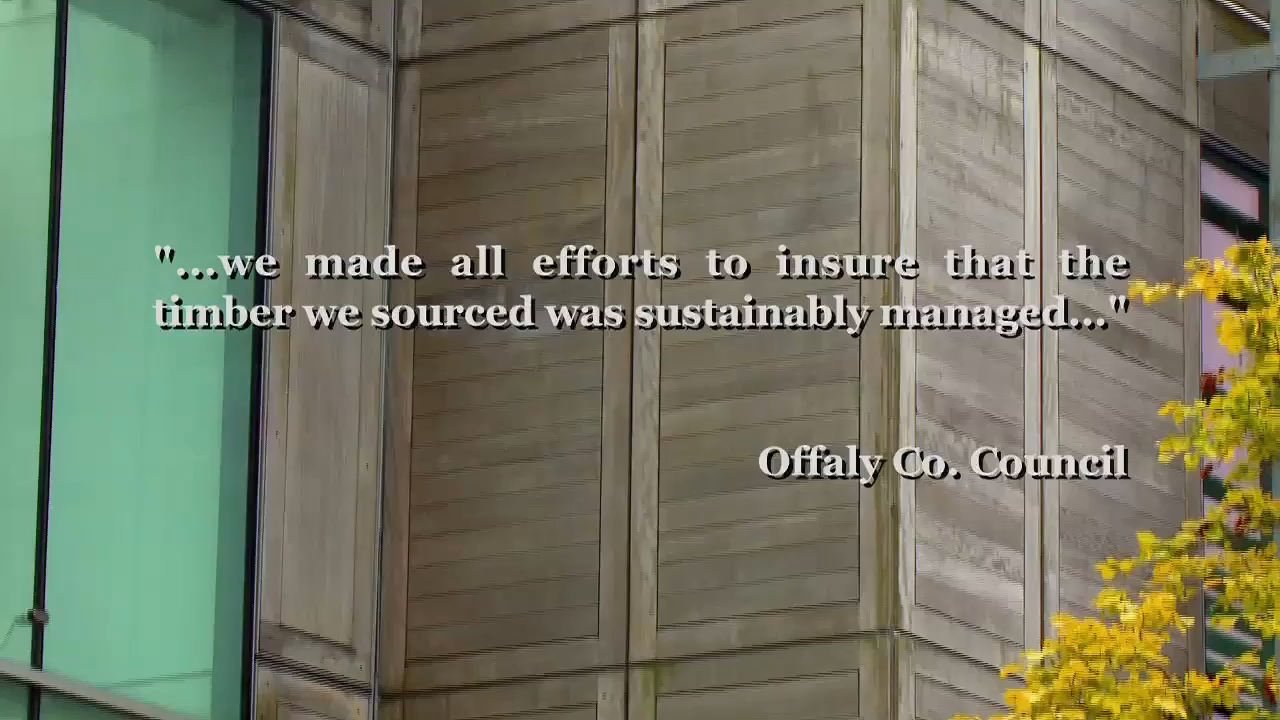 "...we made all efforts to insure that the
timber we sourced was sustainably managed..."
Offaly Co. Council